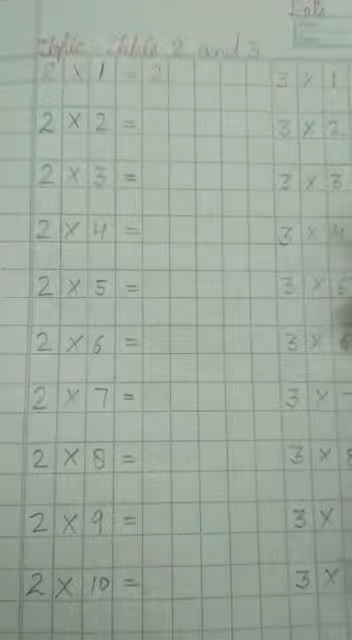 Topic Table 2 and 3
2 x 1 = 2 3 x 1
2 x 2 = 3 x 2
2 x 3 = 3 x 3
2 x 4 = 3 x 4
2 x 5 = 3 x 5
2 x 6 = 3 x 6
2 x 7 = 3 x
2 x 8 = 3 x 8
2 x 9 = 3 x
2 x 10 = 3 x